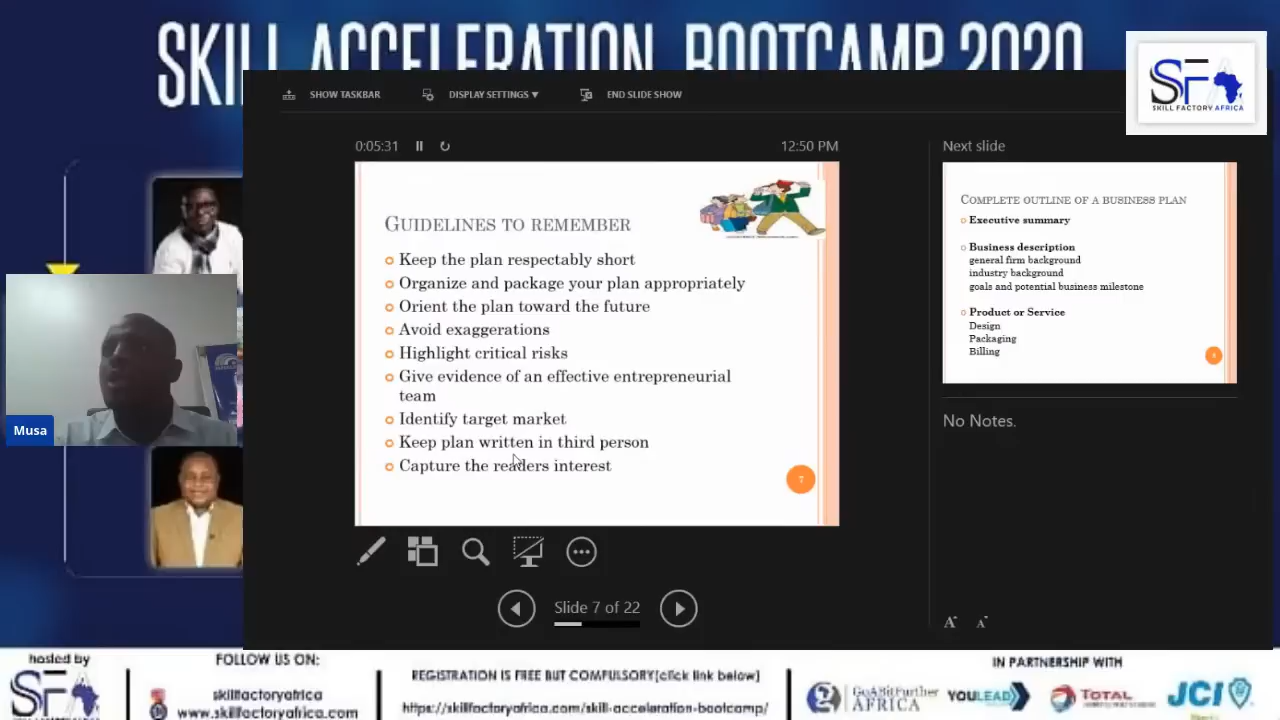 SKILL ACCELERATION BOOTCAMP 2020
SF
SKILL FACTORY AFRICA
SHOW TASKBAR
DISPLAY SETTINGS ▼
END SLIDE SHOW
0:05:31
12:50 PM
Next slide
GUIDELINES TO REMEMBER
Keep the plan respectably short
Organize and package your plan appropriately
Orient the plan toward the future
Avoid exaggerations
Highlight critical risks
Give evidence of an effective entrepreneurial
team
Identify target market
Keep plan written in third person
Capture the readers interest
7
COMPLETE OUTLINE OF A BUSINESS PLAN
Executive summary
Business description
general firm background
industry background
goals and potential business milestone
Product or Service
Design
Packaging
Billing
No Notes.
Musa
Slide 7 of 22
A A
hosted by
SF
FOLLOW US ON:
skillfactoryafrica
www.skillfactoryafrica.com
REGISTRATION IS FREE BUT COMPULSORY(click link below)
https://skillfactoryafrica.com/skill-acceleration-bootcamp/
IN PARTNERSHIP WITH
GoABitFurther
AFRICA
YOULEAD
TOTAL
JCI